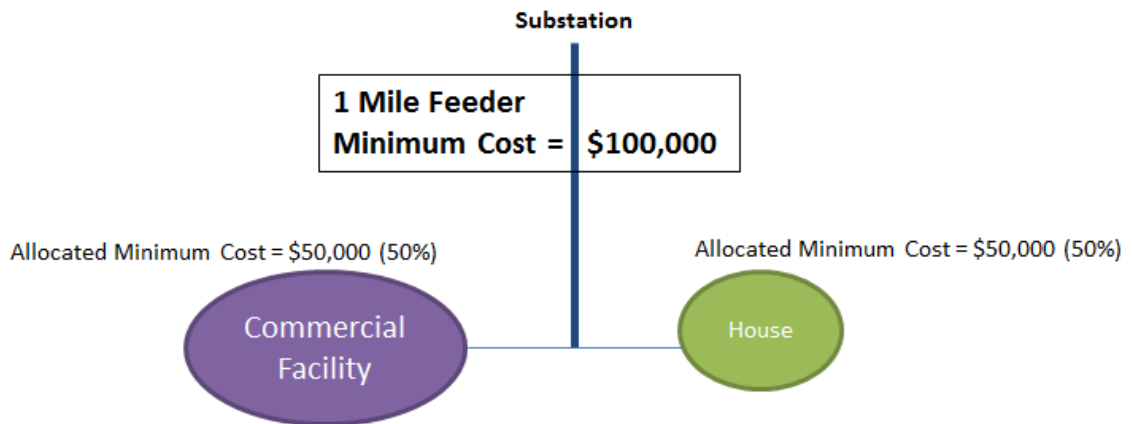 Substation
1 Mile Feeder
Minimum Cost = $100,000
Allocated Minimum Cost = $50,000 (50%)
Allocated Minimum Cost = $50,000 (50%)
Commercial
Facility
House